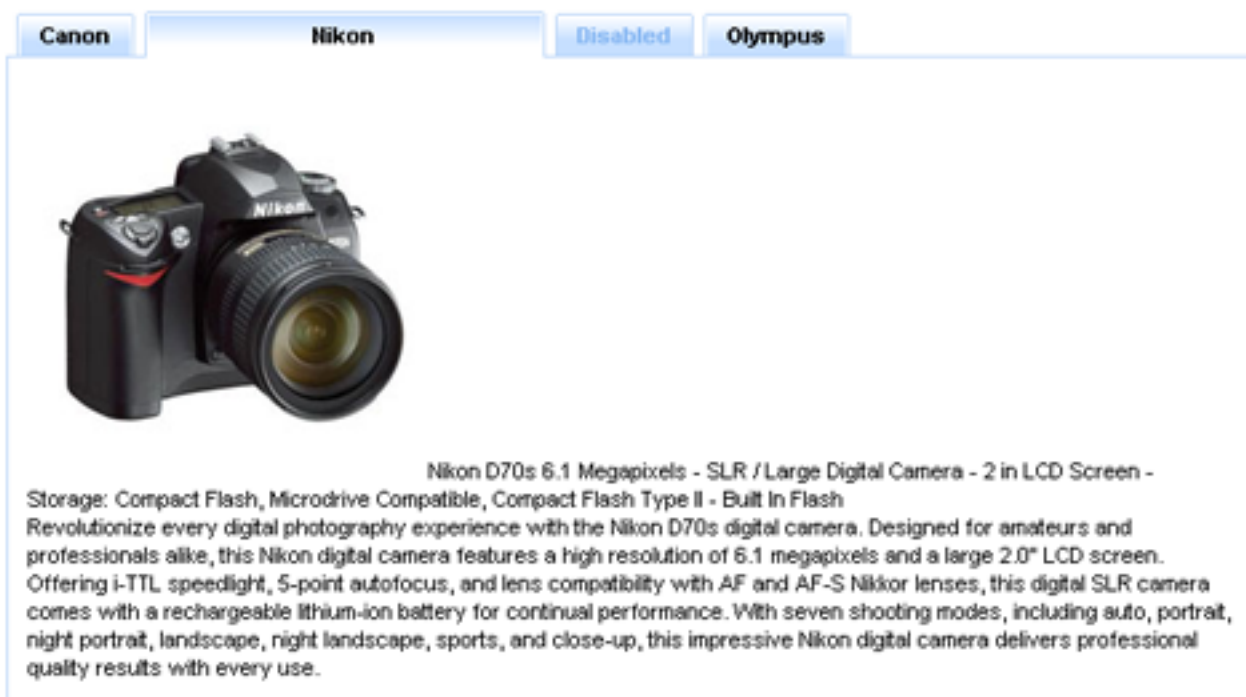 Canon
Nikon
Disabled
Olympus
Nikon
Nikon D70s 6.1 Megapixels - SLR / Large Digital Camera - 2 in LCD Screen -
Storage: Compact Flash, Microdrive Compatible, Compact Flash Type II - Built In Flash
Revolutionize every digital photography experience with the Nikon D70s digital camera. Designed for amateurs and
professionals alike, this Nikon digital camera features a high resolution of 6.1 megapixels and a large 2.0" LCD screen.
Offering i-TTL speedlight, 5-point autofocus, and lens compatibility with AF and AF-S Nikkor lenses, this digital SLR camera
comes with a rechargeable lithium-ion battery for continual performance. With seven shooting modes, including auto, portrait,
night portrait, landscape, night landscape, sports, and close-up, this impressive Nikon digital camera delivers professional
quality results with every use.